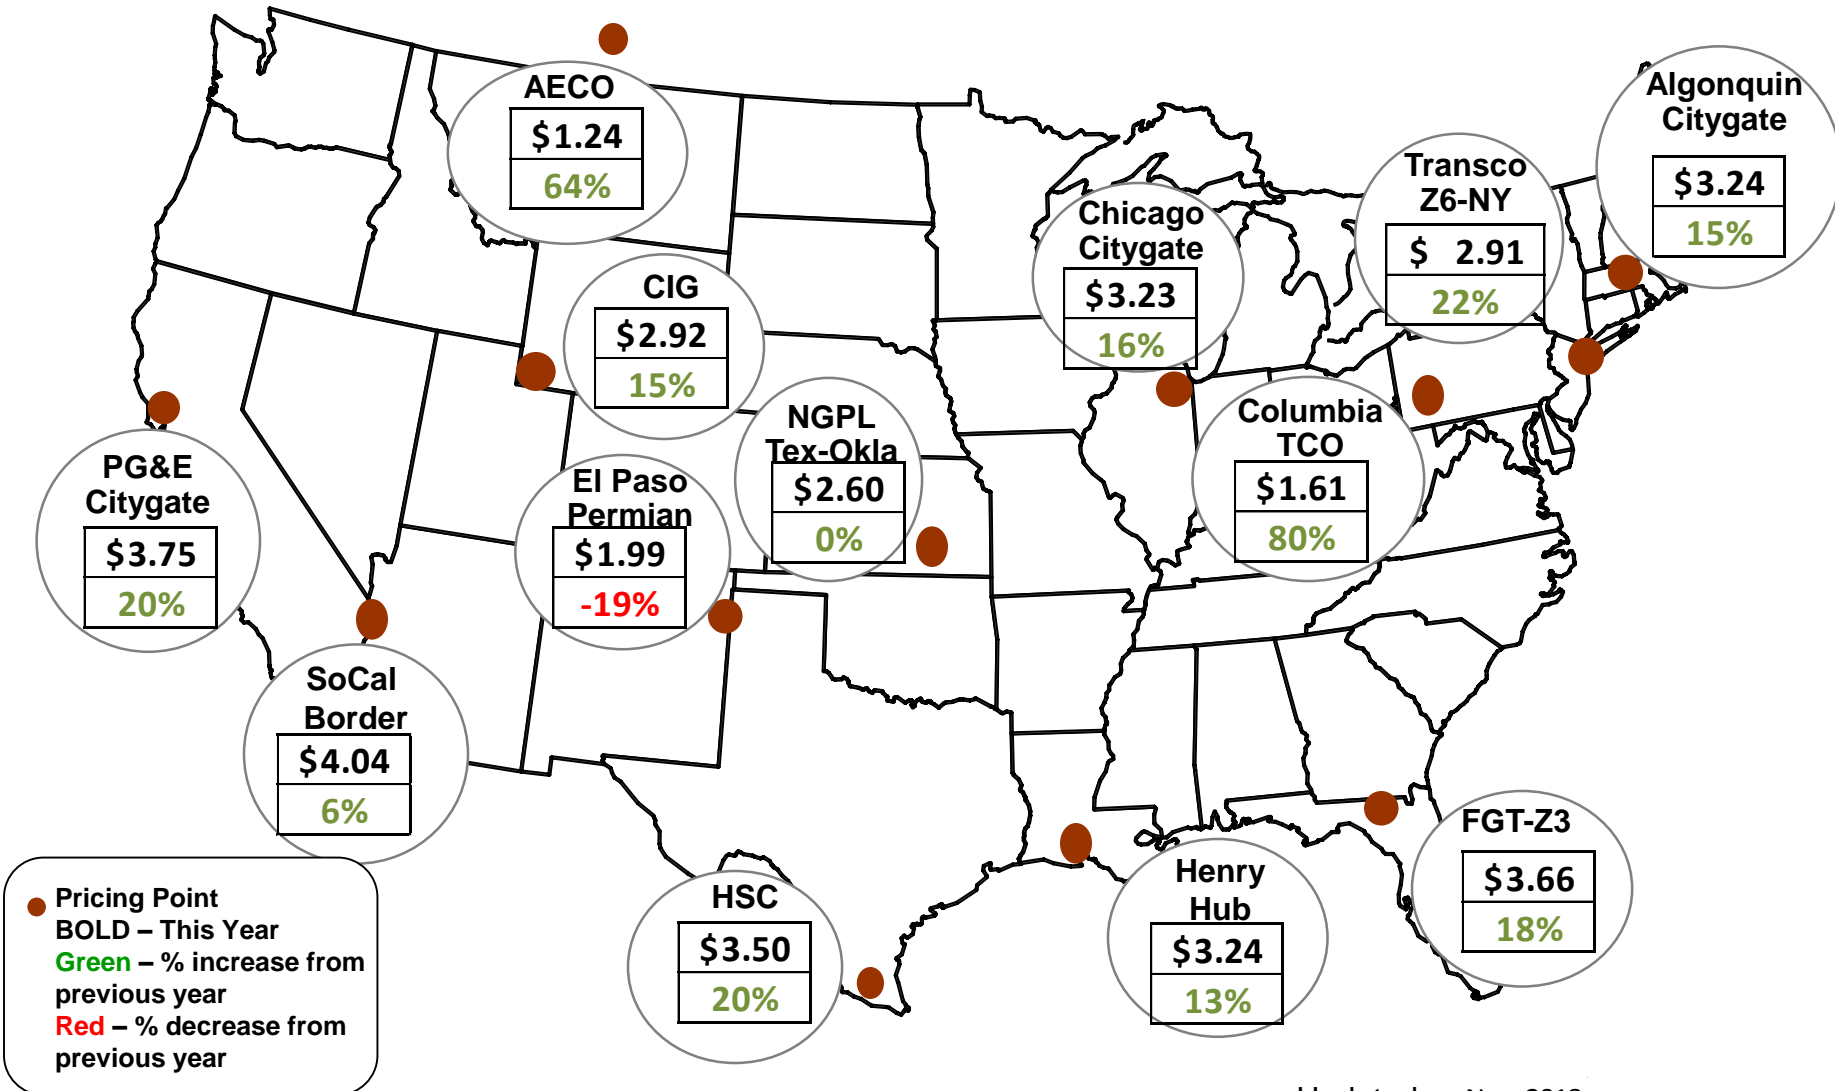 AECO
$1.24
64%
Algonquin
Citygate
$3.24
15%
Transco
Z6-NY
$ 2.91
22%
Chicago
Citygate
$3.23
16%
CIG
$2.92
15%
NGPL
Tex-Okla
$2.60
0%
Columbia
TCO
$1.61
80%
PG&E
Citygate
$3.75
20%
El Paso
Permian
$1.99
-19%
SoCal
Border
$4.04
6%
HSC
$3.50
20%
Henry
Hub
$3.24
13%
FGT-Z3
$3.66
18%
Pricing Point
BOLD – This Year
Green – % increase from
previous year
Red – % decrease from
previous year